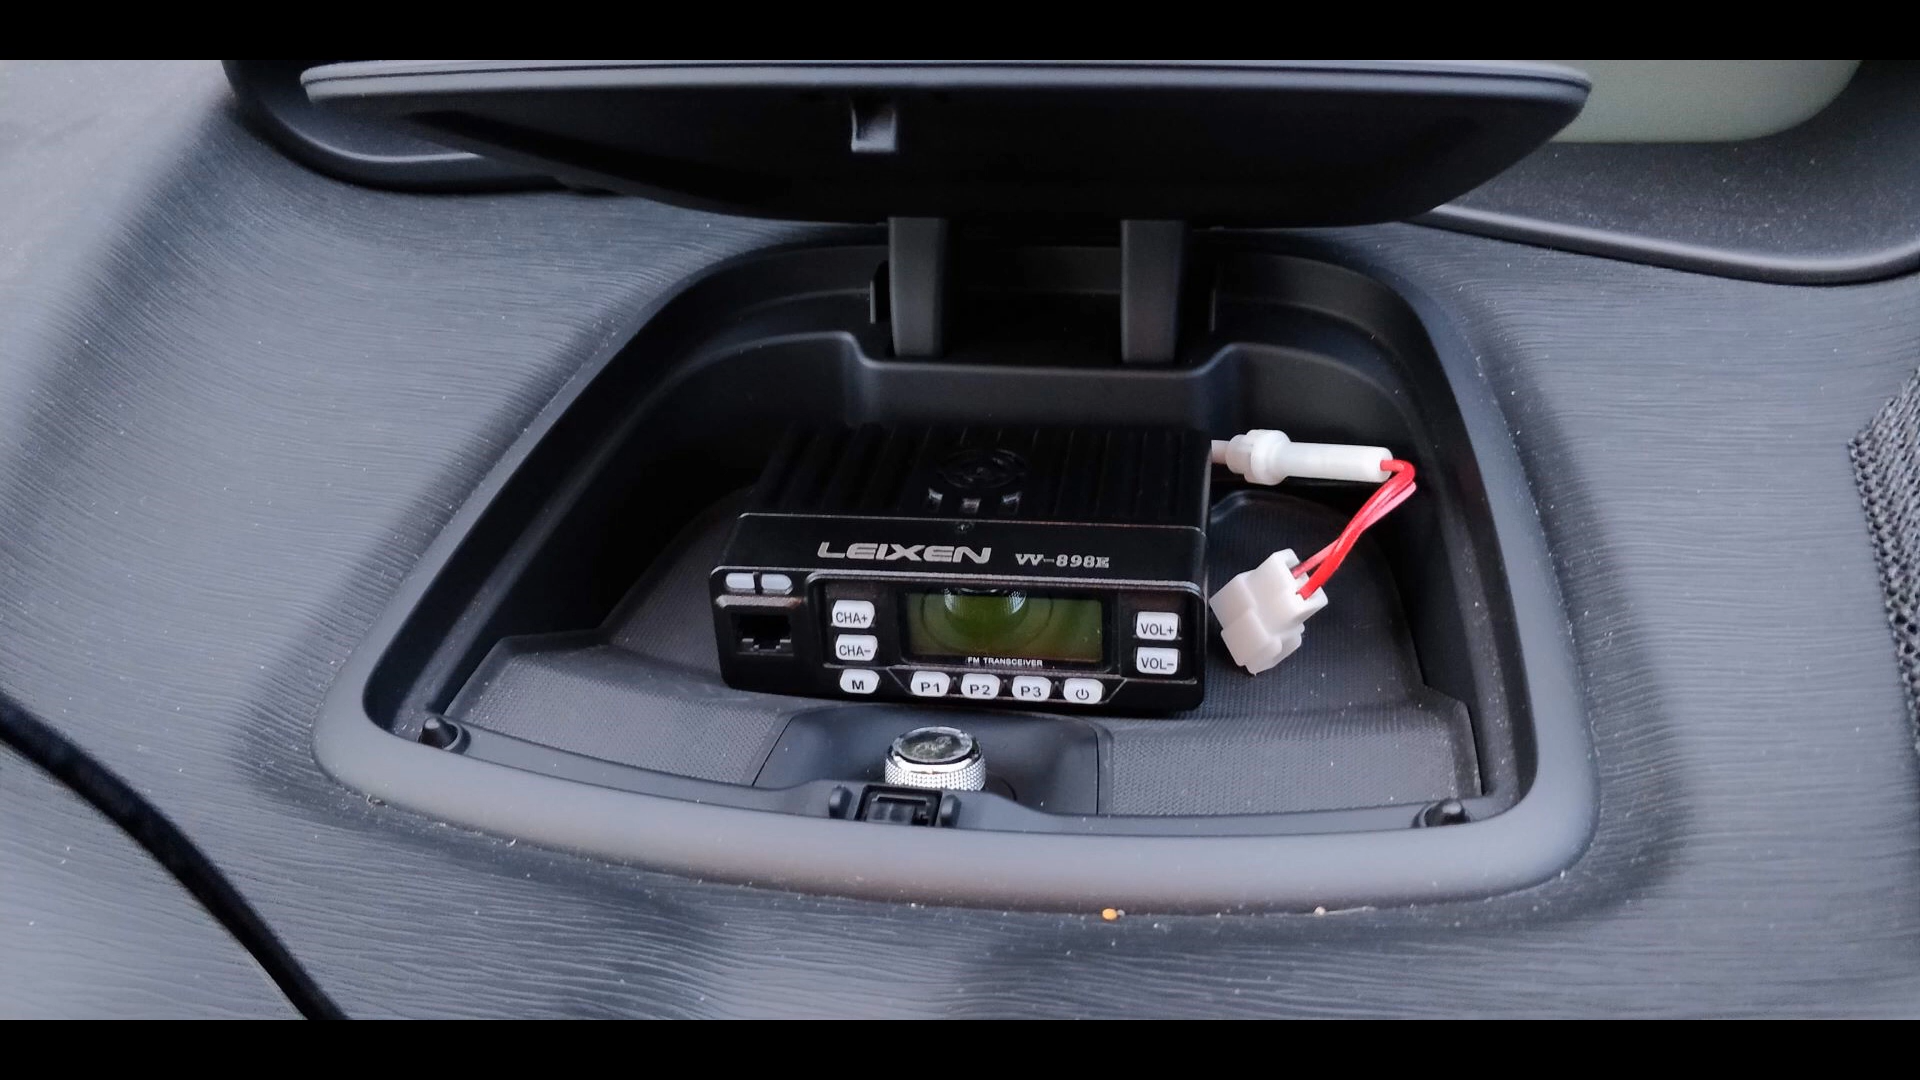 LEIXEN VV-898E
CHA+
VOL+
CHA-
VOL-
FM TRANSCEIVER
M P1 P2 P3